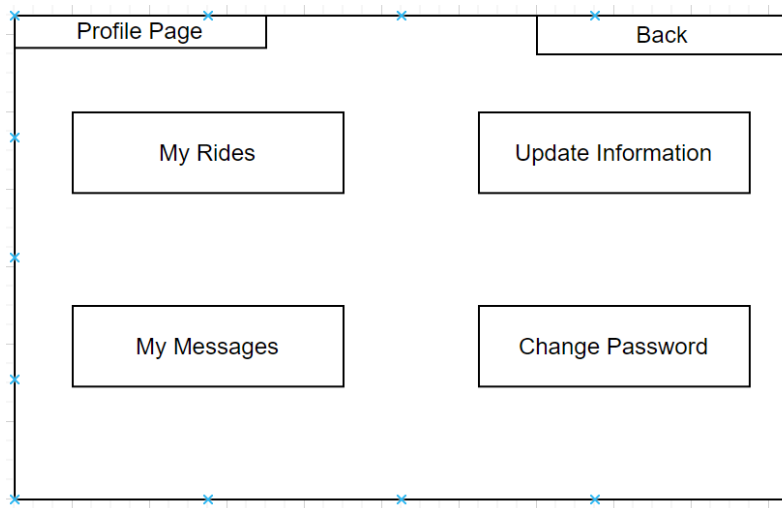 Profile Page
Back
My Rides
Update Information
My Messages
Change Password